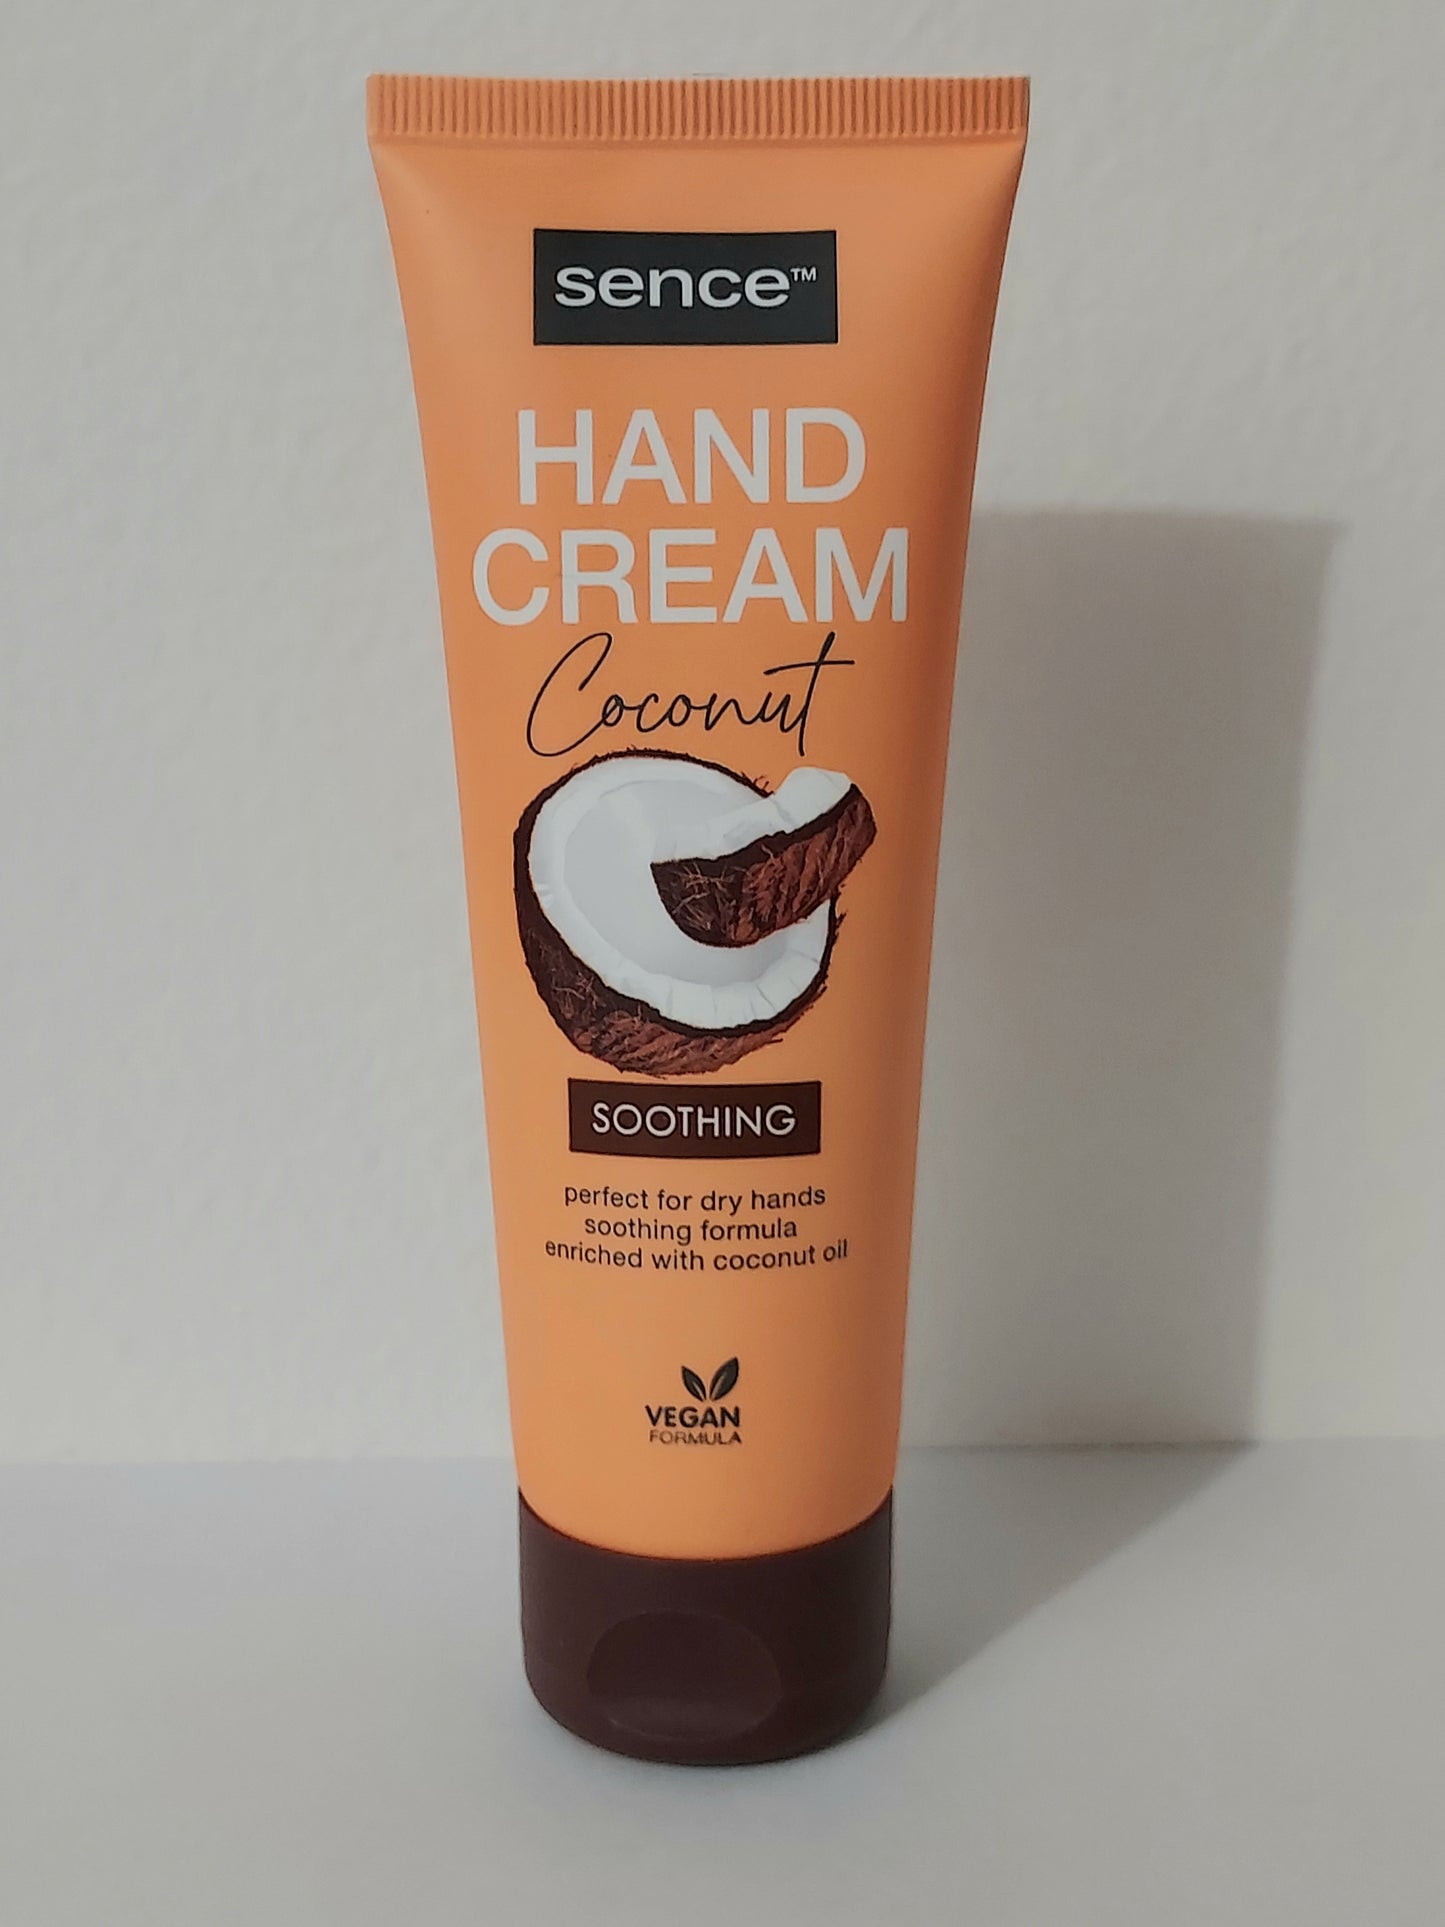 sence™
HAND
CREAM
Coconut
SOOTHING
perfect for dry hands
soothing formula
enriched with coconut oil
VEGAN
FORMULA